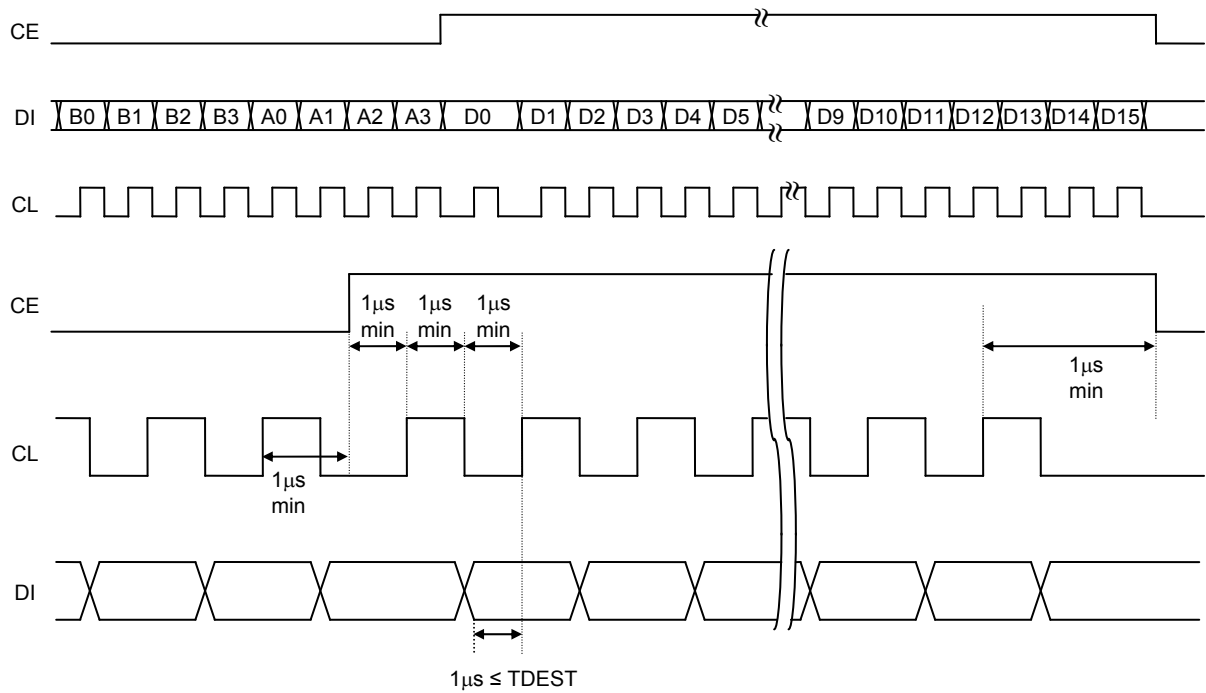 CE
DI B0 B1 B2 B3 A0 A1 A2 A3 D0 D1 D2 D3 D4 D5 D9 D10 D11 D12 D13 D14 D15
CL
CE
1μs min
1μs min
1μs min
1μs min
CL
1μs min
DI
1μs ≤ TDEST